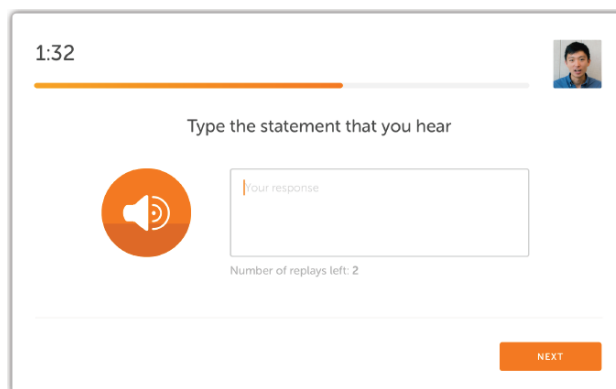 1:32
Type the statement that you hear
Your response
Number of replays left: 2
NEXT